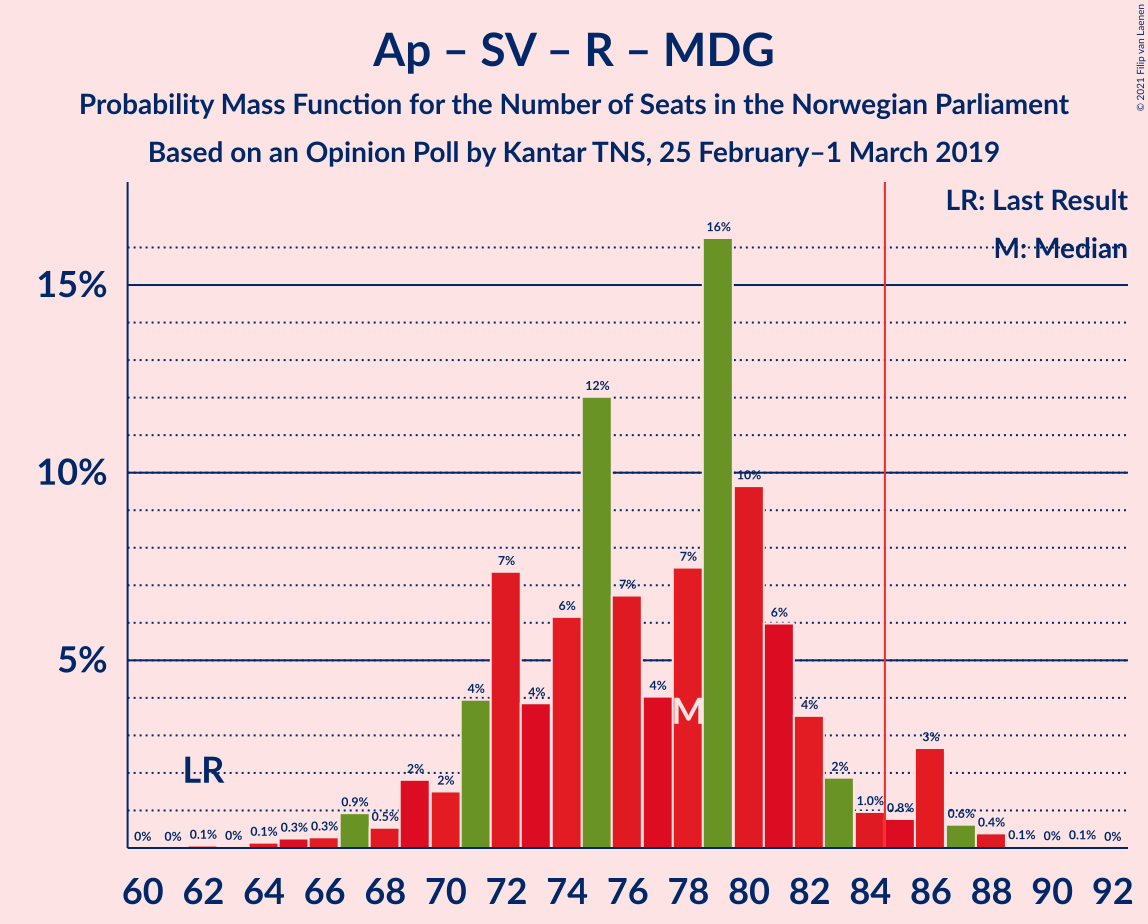 Ap – SV – R – MDG
Probability Mass Function for the Number of Seats in the Norwegian Parliament
Based on an Opinion Poll by Kantar TNS, 25 February–1 March 2019
© 2021 Filip van Laenen
LR: Last Result
M: Median
15%
10%
5%
0% 0% 0.1% 0% 0.1% 0.3% 0.3% 0.9% 0.5% 2% 2% 4% 7% 4% 6% 12% 7% 4% 7% 16% 10% 6% 4% 2% 1.0% 0.8% 3% 0.6% 0.4% 0.1% 0% 0.1% 0%
LR
M
60 62 64 66 68 70 72 74 76 78 80 82 84 86 88 90 92